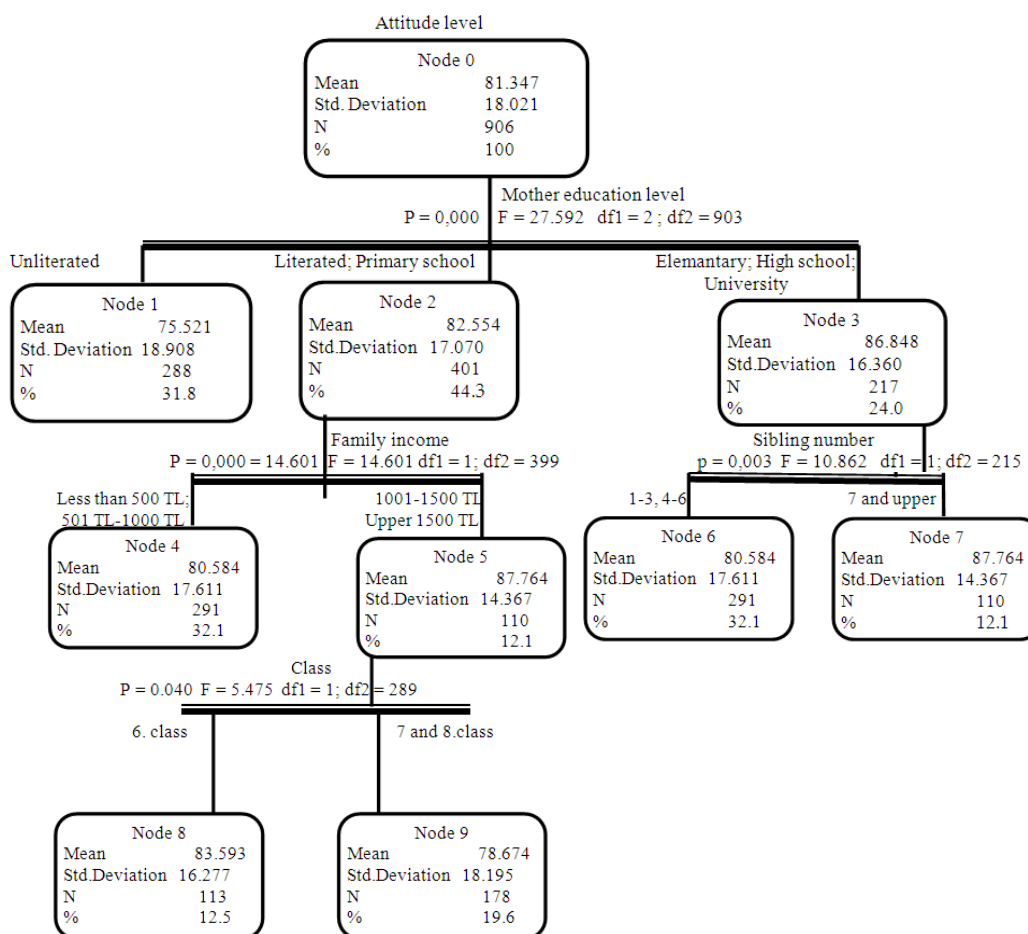 Attitude level
Node 0
Mean 81.347
Std. Deviation 18.021
N 906
% 100
Mother education level
P = 0,000 F = 27.592 df1 = 2 ; df2 = 903
Unliterated
Literated; Primary school
Elemantary; High school;
University
Node 1
Mean 75.521
Std. Deviation 18.908
N 288
% 31.8
Node 2
Mean 82.554
Std.Deviation 17.070
N 401
% 44.3
Node 3
Mean 86.848
Std.Deviation 16.360
N 217
% 24.0
Family income
P = 0,000 = 14.601 F = 14.601 df1 = 1; df2 = 399
Sibling number
p = 0,003 F = 10.862 df1 = 1; df2 = 215
Less than 500 TL;
501 TL-1000 TL
1001-1500 TL
Upper 1500 TL
1-3, 4-6
7 and upper
Node 4
Mean 80.584
Std.Deviation 17.611
N 291
% 32.1
Node 5
Mean 87.764
Std.Deviation 14.367
N 110
% 12.1
Node 6
Mean 80.584
Std.Deviation 17.611
N 291
% 32.1
Node 7
Mean 87.764
Std.Deviation 14.367
N 110
% 12.1
Class
P = 0.040 F = 5.475 df1 = 1; df2 = 289
6. class
7 and 8.class
Node 8
Mean 83.593
Std.Deviation 16.277
N 113
% 12.5
Node 9
Mean 78.674
Std.Deviation 18.195
N 178
% 19.6